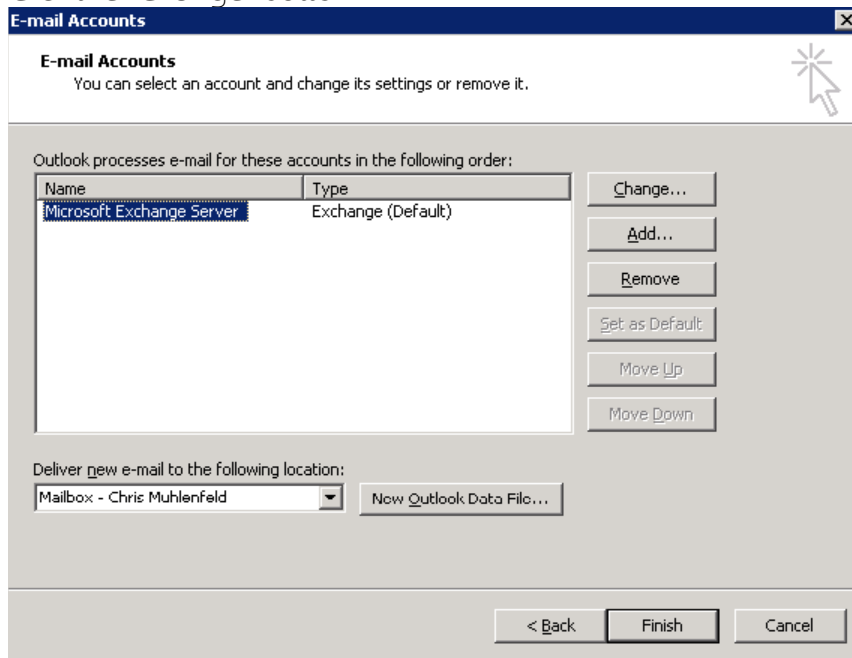 E-mail Accounts
E-mail Accounts
You can select an account and change its settings or remove it.
Outlook processes e-mail for these accounts in the following order:
Name Type
Microsoft Exchange Server Exchange (Default)
Change...
Add...
Remove
Set as Default
Move Up
Move Down
Deliver new e-mail to the following location:
Mailbox - Chris Muhlenfeld New Outlook Data File...
< Back Finish Cancel